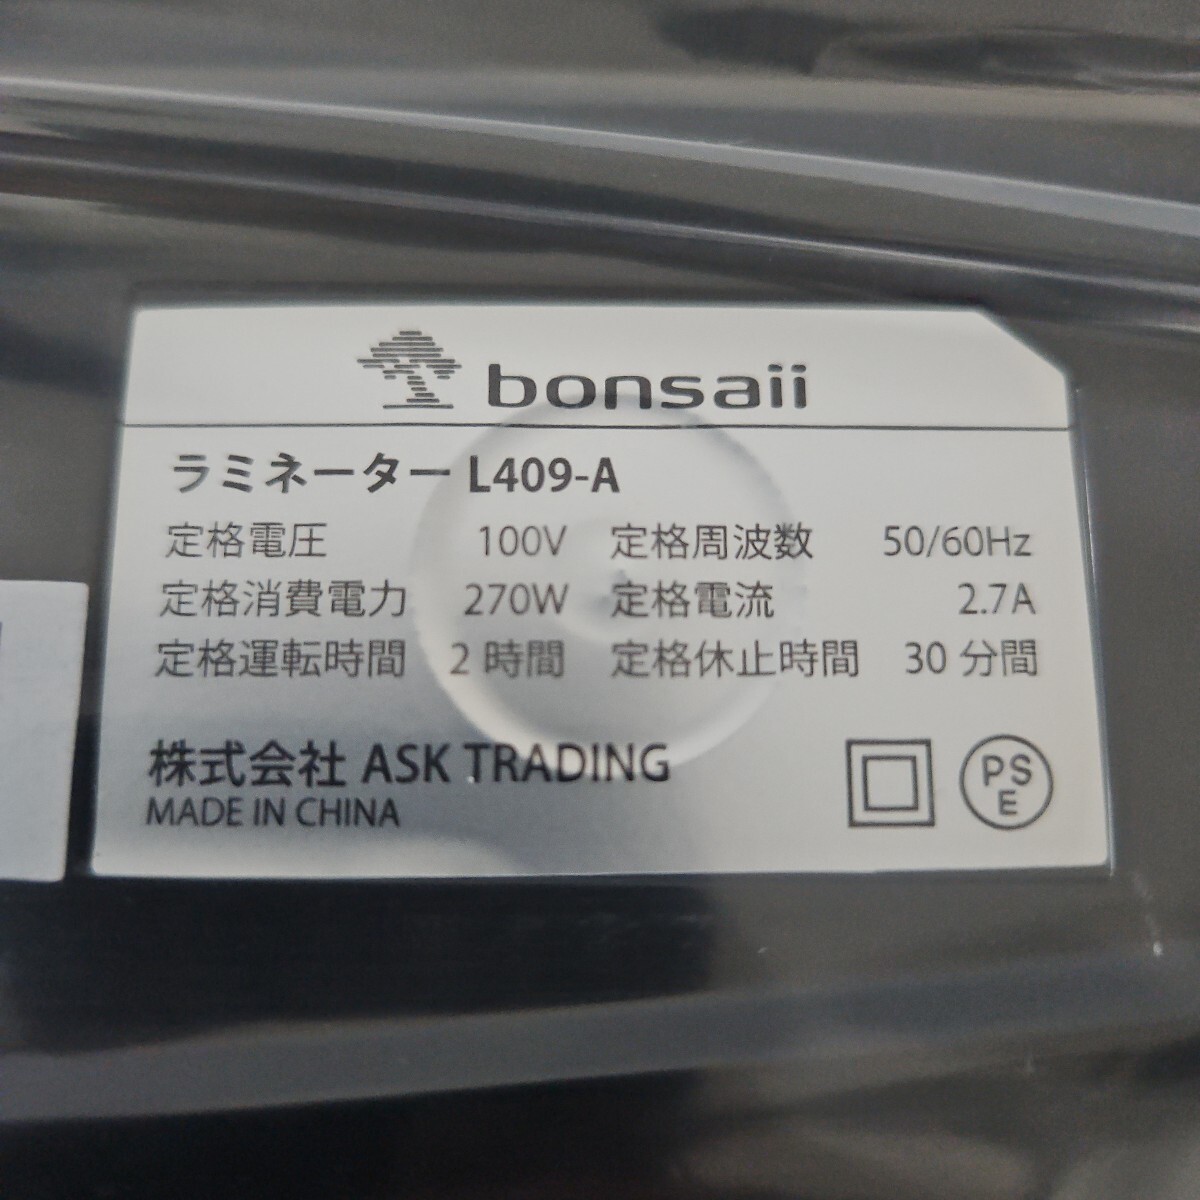 bonsaii
ラミネーター L409-A
定格電圧 100V 定格周波数 50/60Hz
定格消費電力 270W 定格電流 2.7A
定格運転時間 2 時間 定格休止時間 30 分間
株式会社 ASK TRADING
MADE IN CHINA
PS
E